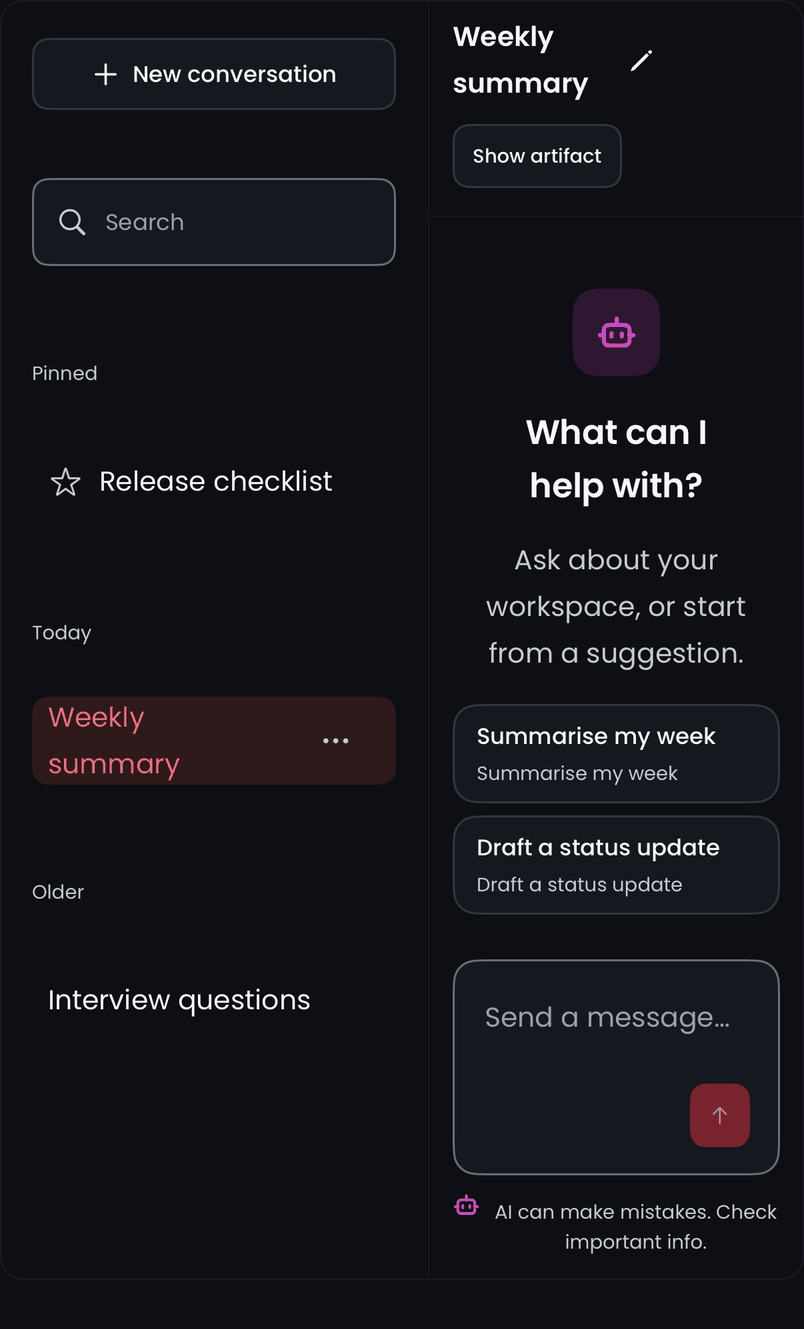 New conversation
Search
Pinned
Release checklist
Today
Weekly
summary
Older
Interview questions
Weekly
summary
Show artifact
What can I
help with?
Ask about your
workspace, or start
from a suggestion.
Summarise my week
Summarise my week
Draft a status update
Draft a status update
Send a message...
AI can make mistakes. Check
important info.